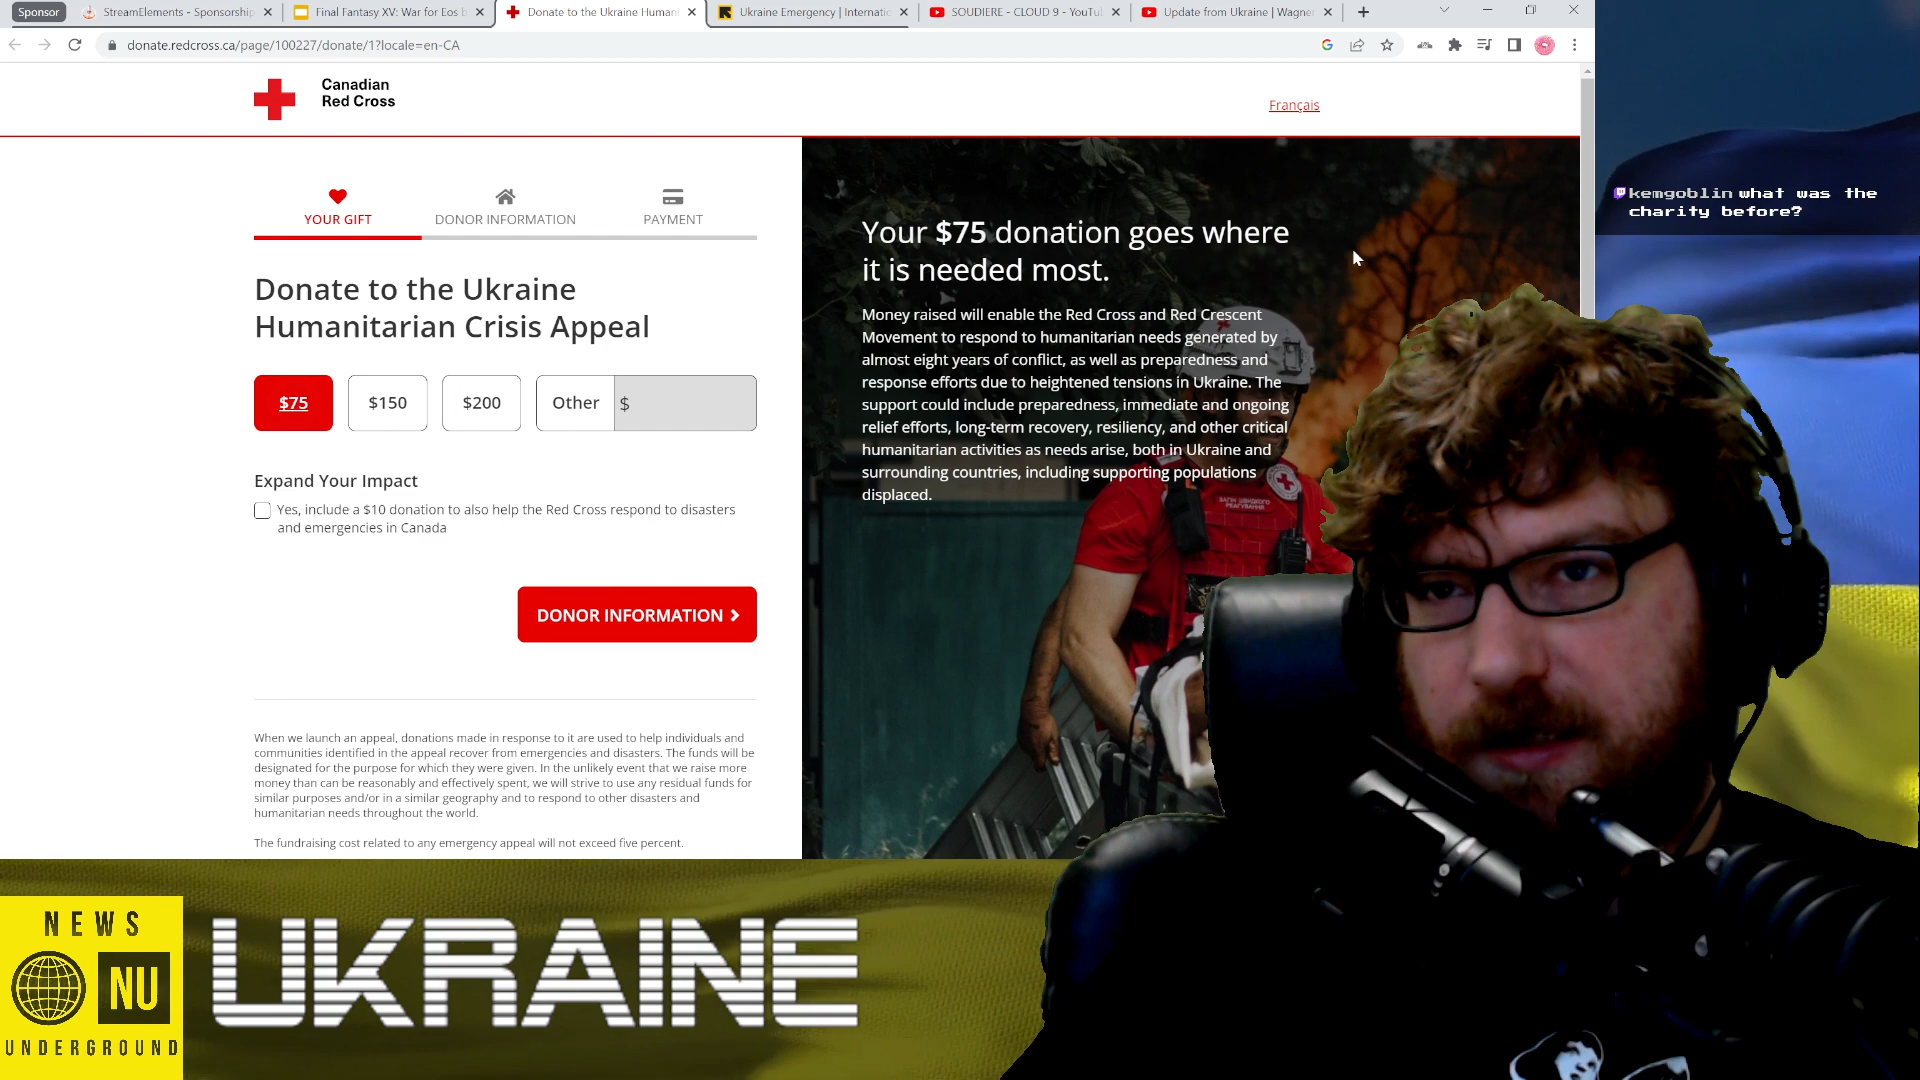 Sponsor
StreamElements - Sponsorship
Final Fantasy XV: War for Eos b
Donate to the Ukraine Humani
Ukraine Emergency | Internatio
SOUDIERE - CLOUD 9 - YouTu
Update from Ukraine | Wagner
donate.redcross.ca/page/100227/donate/1?locale=en-CA
Canadian
Red Cross
Français
YOUR GIFT
DONOR INFORMATION
PAYMENT
Donate to the Ukraine
Humanitarian Crisis Appeal
$75
$150
$200
Other
$
Expand Your Impact
Yes, include a $10 donation to also help the Red Cross respond to disasters
and emergencies in Canada
DONOR INFORMATION
When we launch an appeal, donations made in response to it are used to help individuals and
communities identified in the appeal recover from emergencies and disasters. The funds will be
designated for the purpose for which they were given. In the unlikely event that we raise more
money than can be reasonably and effectively spent, we will strive to use any residual funds for
similar purposes and/or in a similar geography and to respond to other disasters and
humanitarian needs throughout the world.
The fundraising cost related to any emergency appeal will not exceed five percent.
Your $75 donation goes where
it is needed most.
Money raised will enable the Red Cross and Red Crescent
Movement to respond to humanitarian needs generated by
almost eight years of conflict, as well as preparedness and
response efforts due to heightened tensions in Ukraine. The
support could include preparedness, immediate and ongoing
relief efforts, long-term recovery, resiliency, and other critical
humanitarian activities as needs arise, both in Ukraine and
surrounding countries, including supporting populations
displaced.
kemgoblin what was the
charity before?
NEWS
NU
UNDERGROUND
UKRAINE